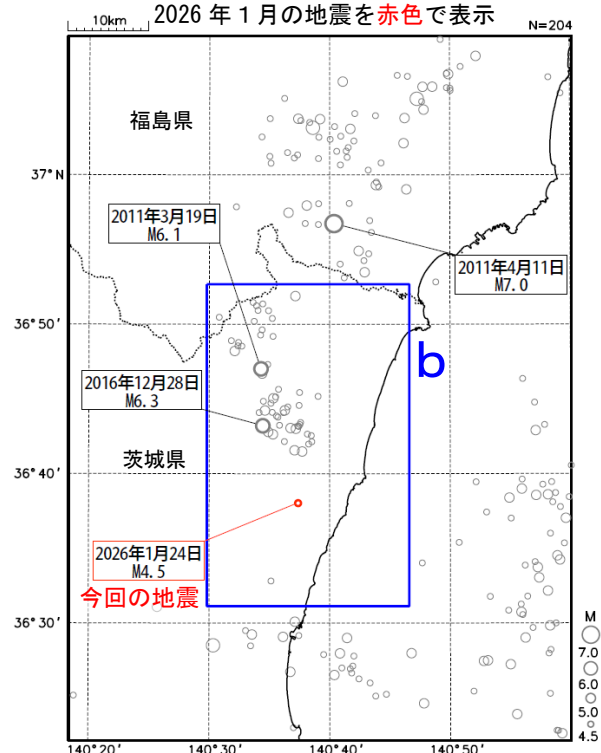 2026年1月の地震を赤色で表示
10km
N=204
福島県
37°N
2011年3月19日
M6.1
2011年4月11日
M7.0
36°50′
b
2016年12月28日
M6.3
茨城県
36°40′
2026年1月24日
M4.5
今回の地震
36°30′
M
7.0
6.0
5.0
4.5
140°20′
140°30′
140°40′
140°50′